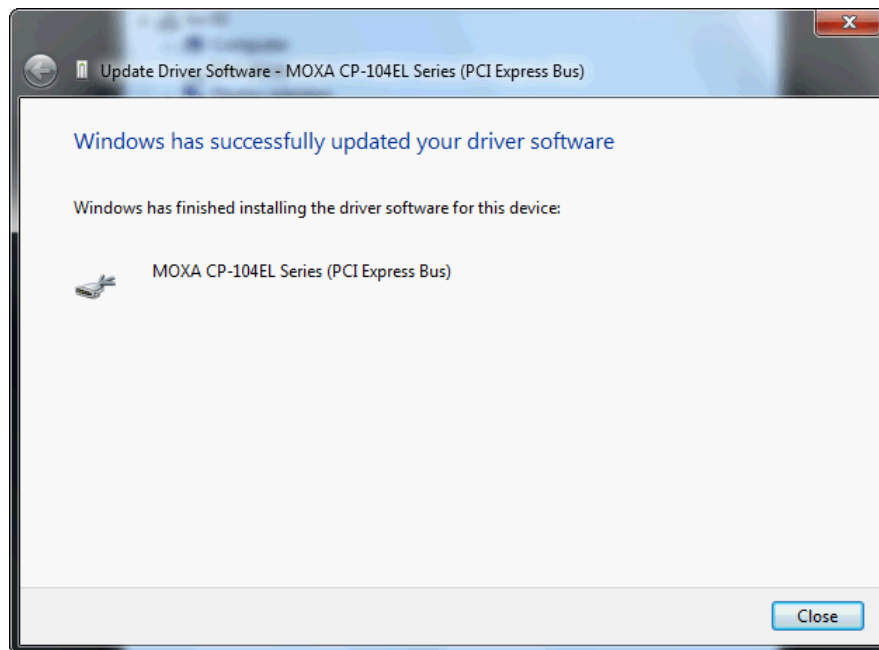 Update Driver Software - MOXA CP-104EL Series (PCI Express Bus)
Windows has successfully updated your driver software
Windows has finished installing the driver software for this device:
MOXA CP-104EL Series (PCI Express Bus)
Close